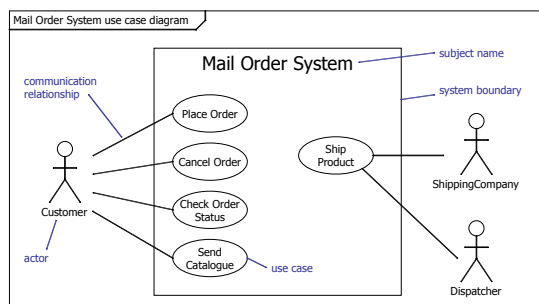 Mail Order System use case diagram
Mail Order System
subject name
communication
relationship
system boundary
Place Order
Cancel Order
Ship
Product
ShippingCompany
Customer
Check Order
Status
actor
Send
Catalogue
use case
Dispatcher